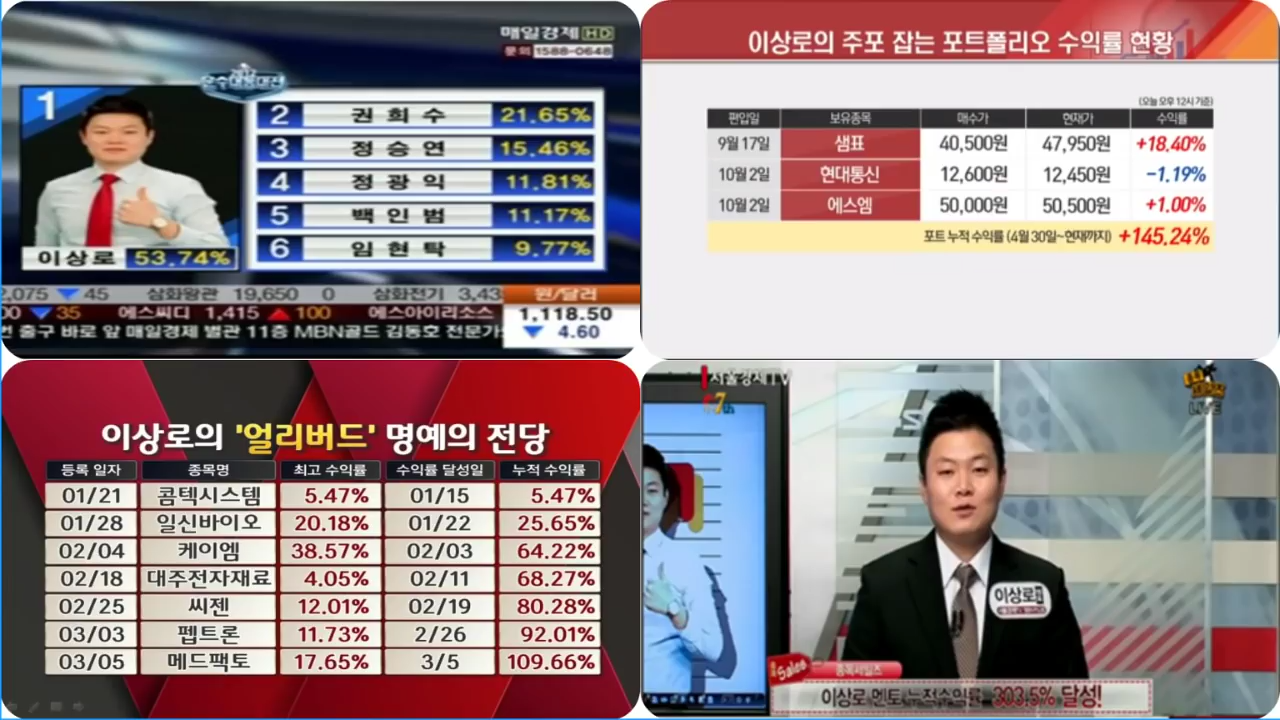 매일경제 HD
문의 1588-0648
1
2 권희수 21.65%
3 정승연 15.46%
4 정광익 11.81%
5 백인범 11.17%
6 임현탁 9.77%
이상로 53.74%
2,075 ▼ 45 삼화왕관 19,650 0 삼화전기 3,43
원/달러
00 ▼ 35 에스씨디 1,415 ▲ 100 에스아이리소스
1,118.50
번 출구 바로 앞 매일경제 별관 11층 MBN골드 김동호 전문가
▼ 4.60
이상로의 주포 잡는 포트폴리오 수익률 현황
(오늘 오후 12시 기준)
편입일 보유종목 매수가 현재가 수익률
9월 17일 샘표 40,500원 47,950원 +18.40%
10월 2일 현대통신 12,600원 12,450원 -1.19%
10월 2일 에스엠 50,000원 50,500원 +1.00%
포트 누적 수익률 (4월 30일~현재까지) +145.24%
이상로의 '얼리버드' 명예의 전당
등록 일자 종목명 최고 수익률 수익률 달성일 누적 수익률
01/21 콤텍시스템 5.47% 01/15 5.47%
01/28 일신바이오 20.18% 01/22 25.65%
02/04 케이엠 38.57% 02/03 64.22%
02/18 대주전자재료 4.05% 02/11 68.27%
02/25 씨젠 12.01% 02/19 80.28%
03/03 펩트론 11.73% 2/26 92.01%
03/05 메드팩토 17.65% 3/5 109.66%
서울경제TV
LIVE
이상로
Sales
종목세일즈
이상로 멘토 누적수익률 303.5% 달성!